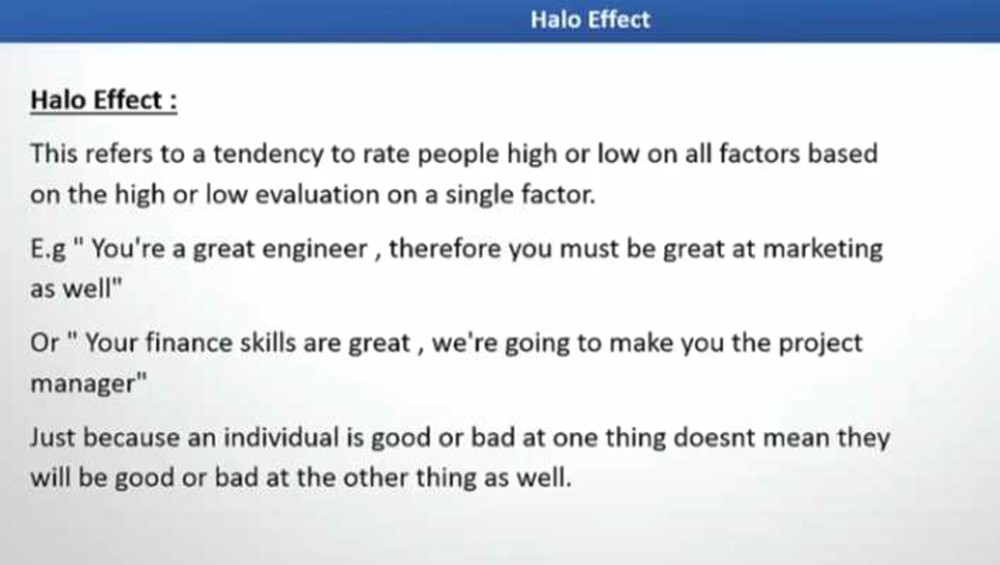 Halo Effect
Halo Effect :
This refers to a tendency to rate people high or low on all factors based
on the high or low evaluation on a single factor.
E.g " You're a great engineer , therefore you must be great at marketing
as well"
Or " Your finance skills are great , we're going to make you the project
manager"
Just because an individual is good or bad at one thing doesnt mean they
will be good or bad at the other thing as well.